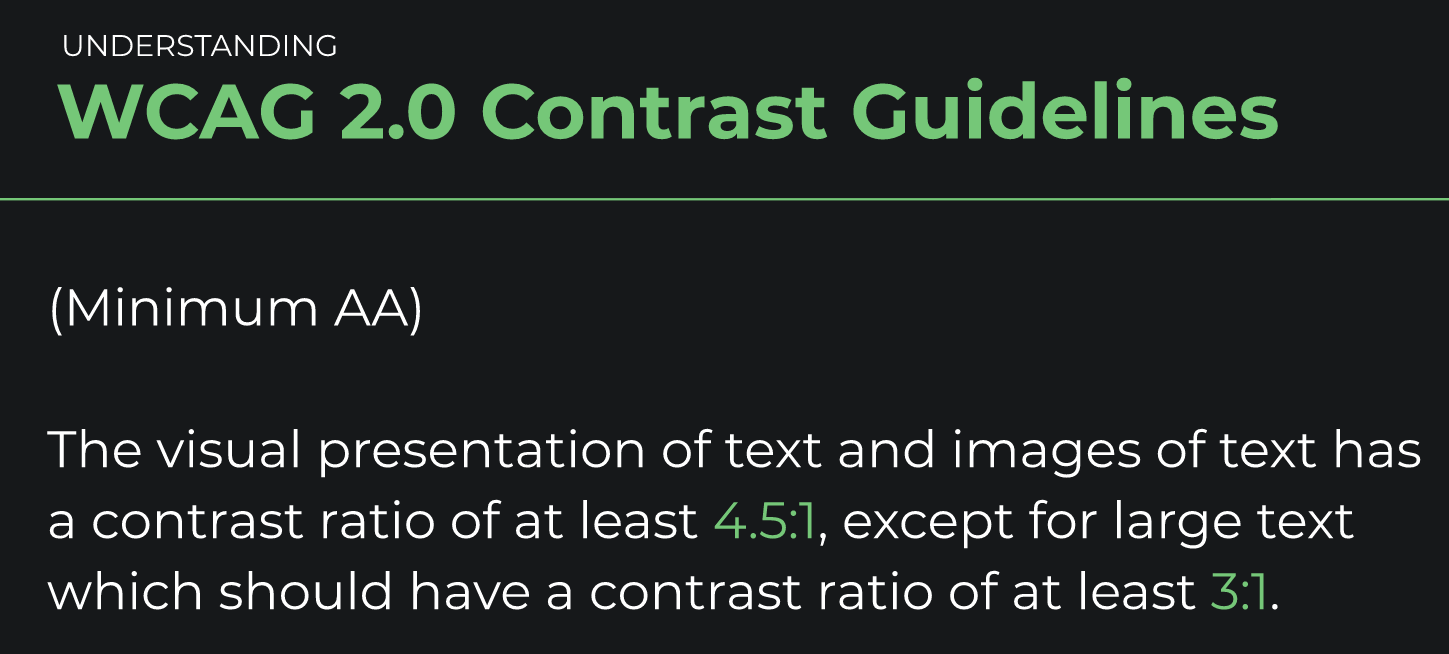 UNDERSTANDING
WCAG 2.0 Contrast Guidelines
(Minimum AA)
The visual presentation of text and images of text has
a contrast ratio of at least 4.5:1, except for large text
which should have a contrast ratio of at least 3:1.